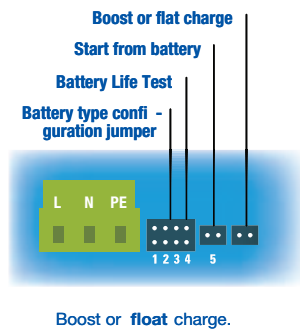 Boost or flat charge
Start from battery
Battery Life Test
Battery type confi -
guration jumper
L N PE
1 2 3 4 5
Boost or float charge.